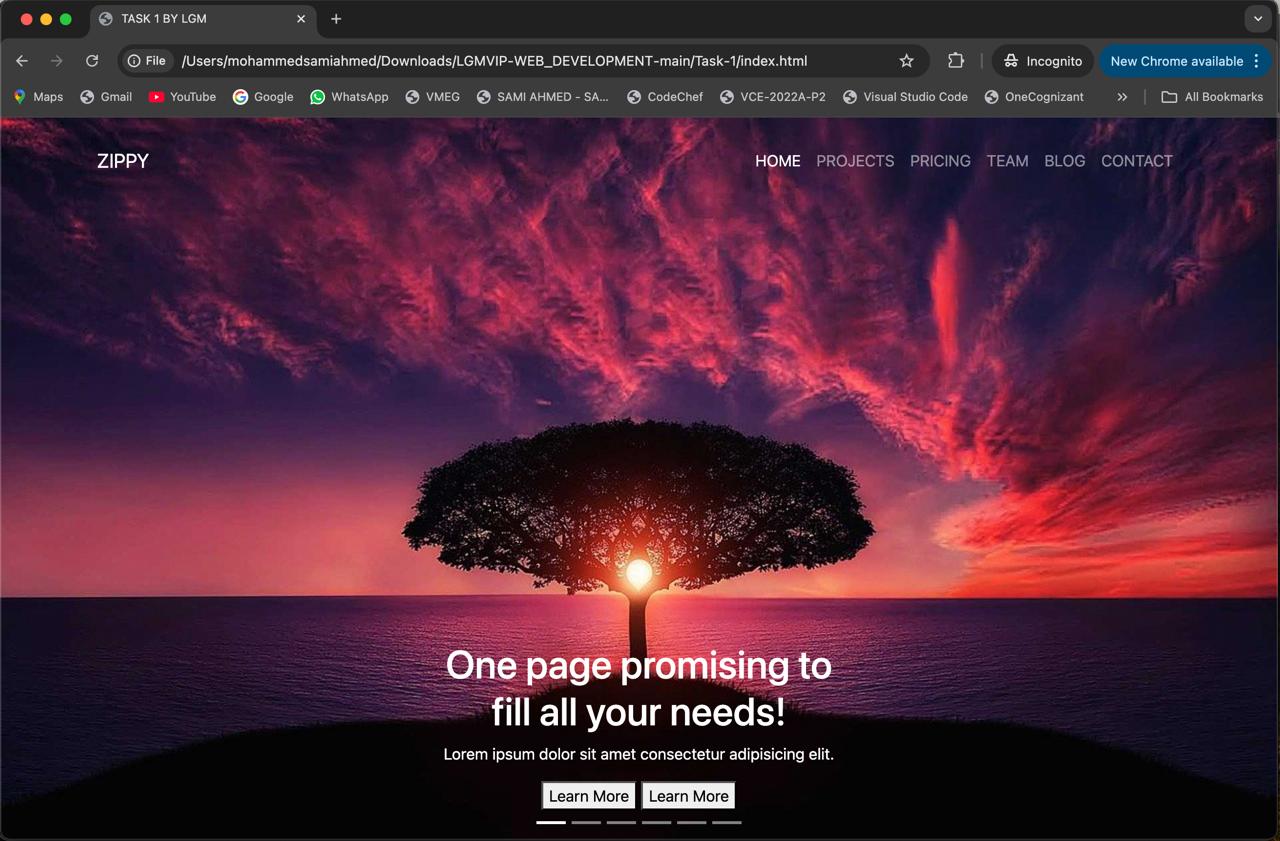 TASK 1 BY LGM
File /Users/mohammedsamiahmed/Downloads/LGMVIP-WEB_DEVELOPMENT-main/Task-1/index.html Incognito New Chrome available
Maps Gmail YouTube Google WhatsApp VMEG SAMI AHMED - SA... CodeChef VCE-2022A-P2 Visual Studio Code OneCognizant All Bookmarks
ZIPPY HOME PROJECTS PRICING TEAM BLOG CONTACT
One page promising to
fill all your needs!
Lorem ipsum dolor sit amet consectetur adipisicing elit.
Learn More Learn More